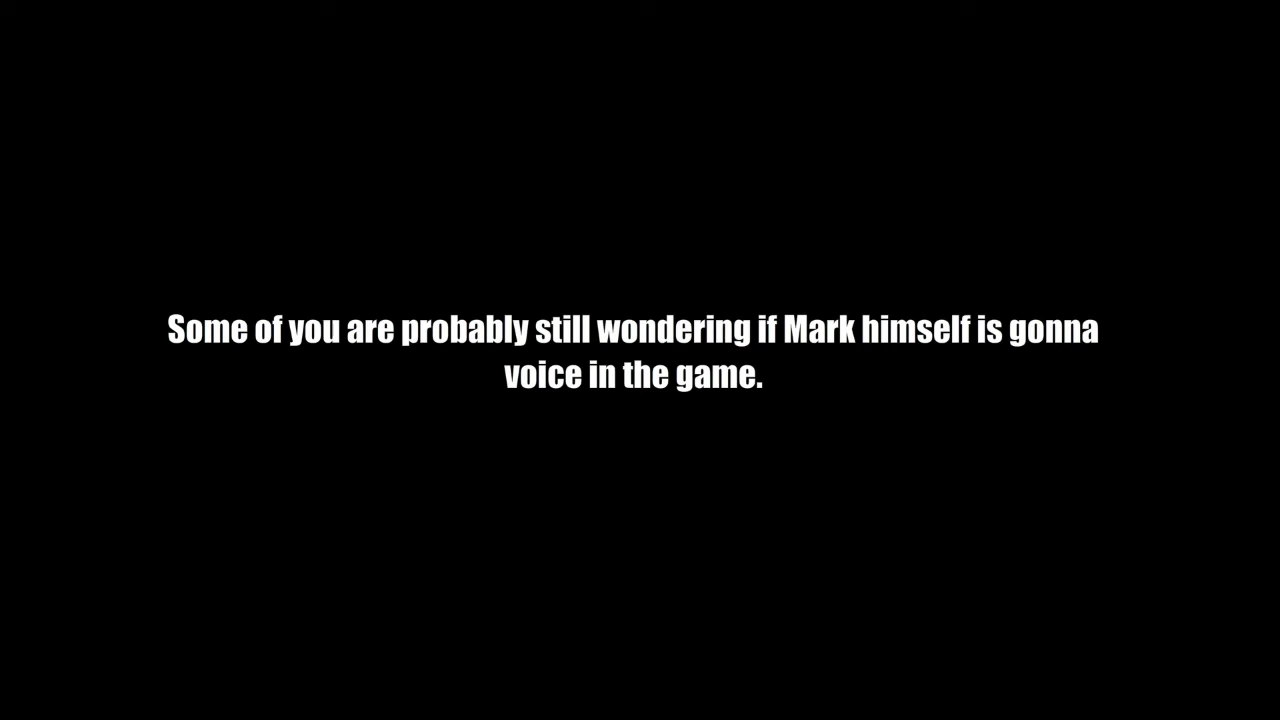 Some of you are probably still wondering if Mark himself is gonna
voice in the game.